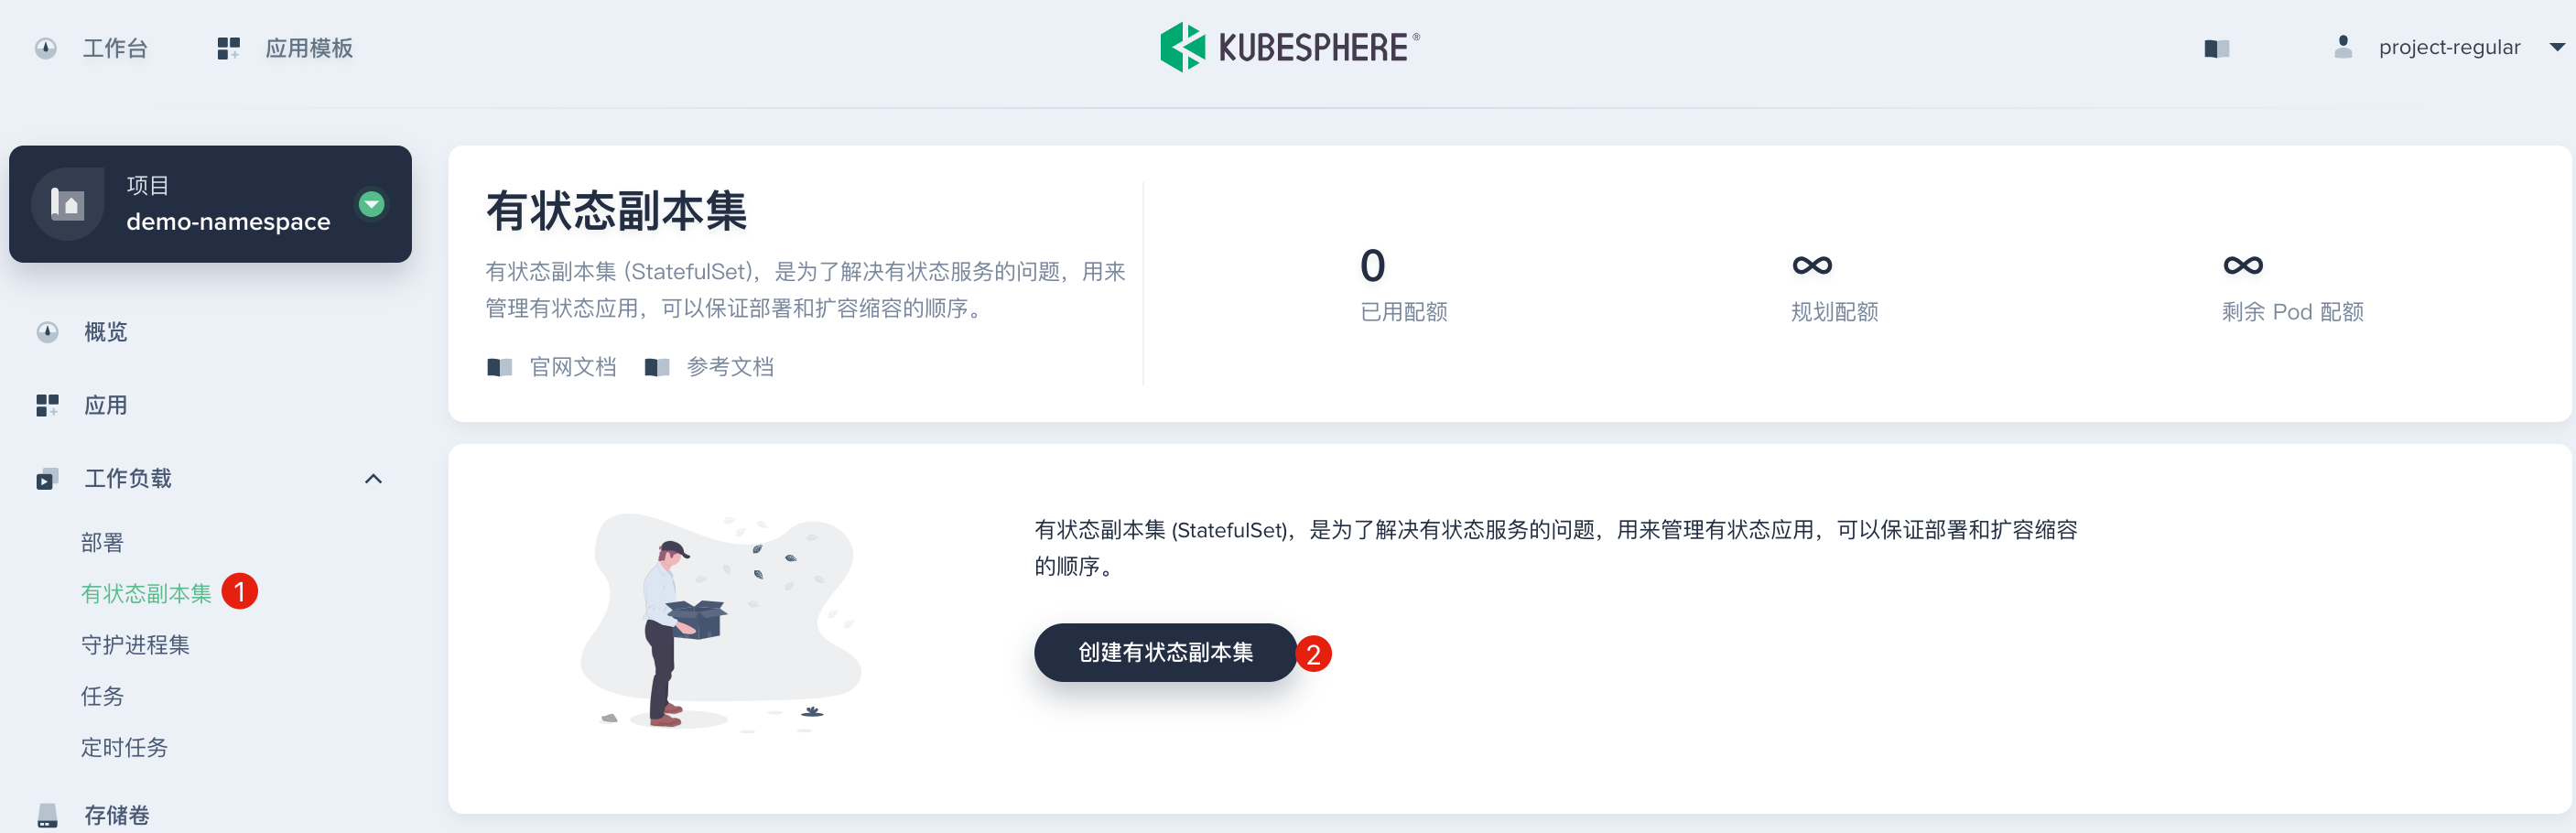 工作台
应用模板
KUBESPHERE®
project-regular
项目
demo-namespace
概览
应用
工作负载
部署
有状态副本集 1
守护进程集
任务
定时任务
存储卷
有状态副本集
有状态副本集 (StatefulSet)，是为了解决有状态服务的问题，用来
管理有状态应用，可以保证部署和扩容缩容的顺序。
官网文档 参考文档
0
已用配额
∞
规划配额
∞
剩余 Pod 配额
有状态副本集 (StatefulSet)，是为了解决有状态服务的问题，用来管理有状态应用，可以保证部署和扩容缩容
的顺序。
创建有状态副本集 2